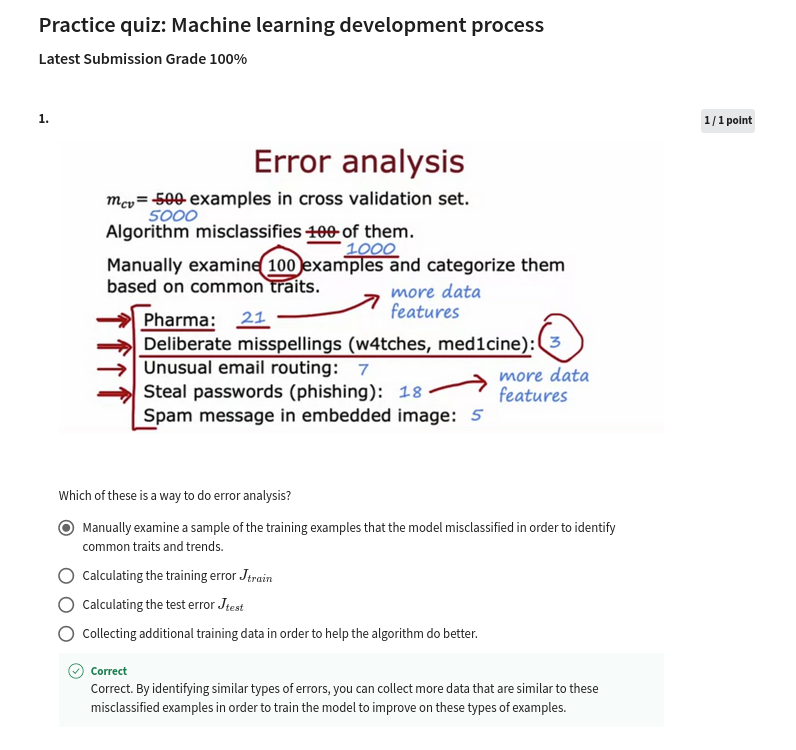 Practice quiz: Machine learning development process
Latest Submission Grade 100%
1.
1 / 1 point
Error analysis
m_cv = 500 examples in cross validation set.
5000
Algorithm misclassifies 100 of them.
1000
Manually examine 100 examples and categorize them
based on common traits.
more data
features
Pharma: 21
Deliberate misspellings (w4tches, med1cine): 3
Unusual email routing: 7
more data
features
Steal passwords (phishing): 18
Spam message in embedded image: 5
Which of these is a way to do error analysis?
Manually examine a sample of the training examples that the model misclassified in order to identify
common traits and trends.
Calculating the training error J_train
Calculating the test error J_test
Collecting additional training data in order to help the algorithm do better.
Correct
Correct. By identifying similar types of errors, you can collect more data that are similar to these
misclassified examples in order to train the model to improve on these types of examples.